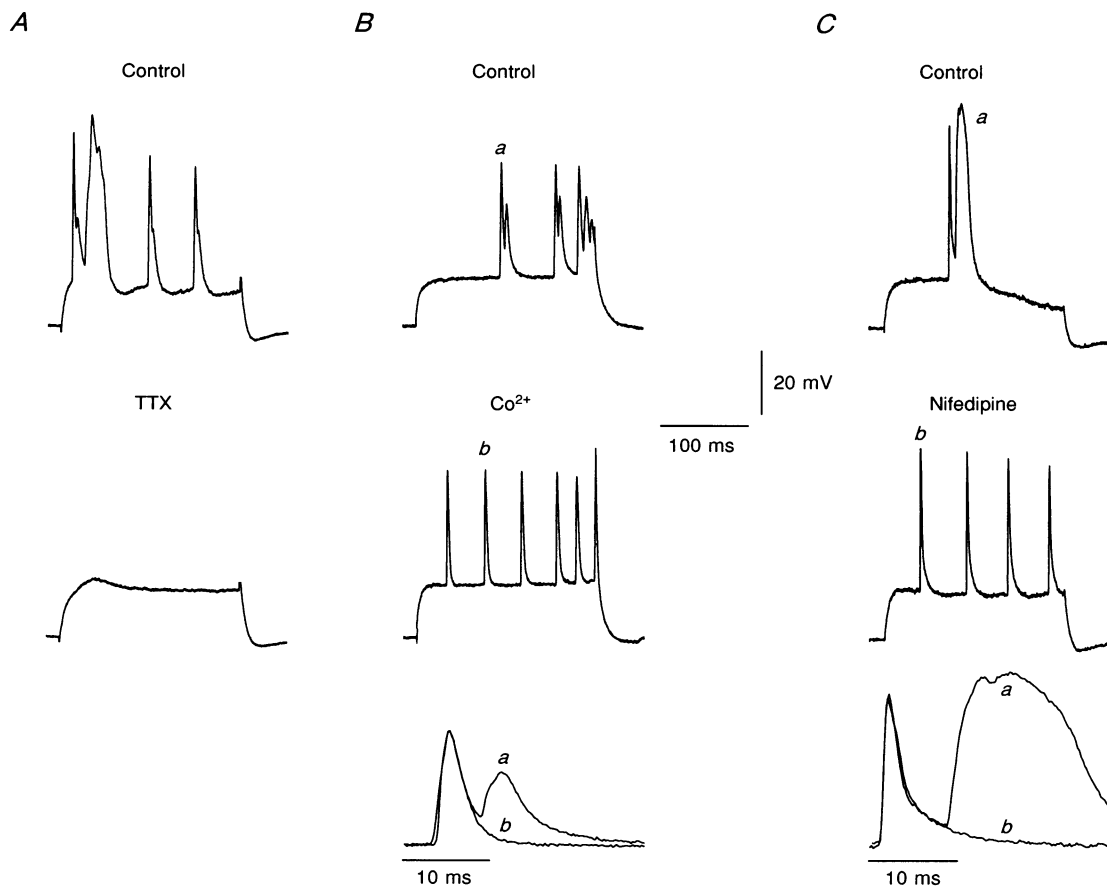 A
B
C
Control
Control
Control
a
a
20 mV
100 ms
TTX
Co²⁺
Nifedipine
b
b
a
b
a
b
10 ms
10 ms